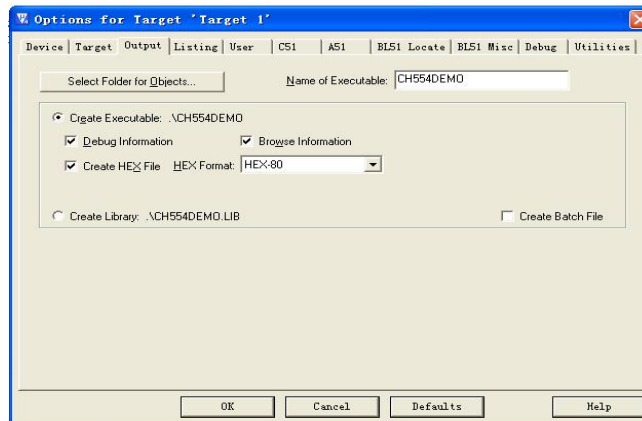 Options for Target 'Target 1'
Device Target Output Listing User C51 A51 BL51 Locate BL51 Misc Debug Utilities
Select Folder for Objects... Name of Executable: CH554DEMO
Create Executable: .\CH554DEMO
Debug Information Browse Information
Create HEX File HEX Format: HEX-80
Create Library: .\CH554DEMO.LIB Create Batch File
OK Cancel Defaults Help